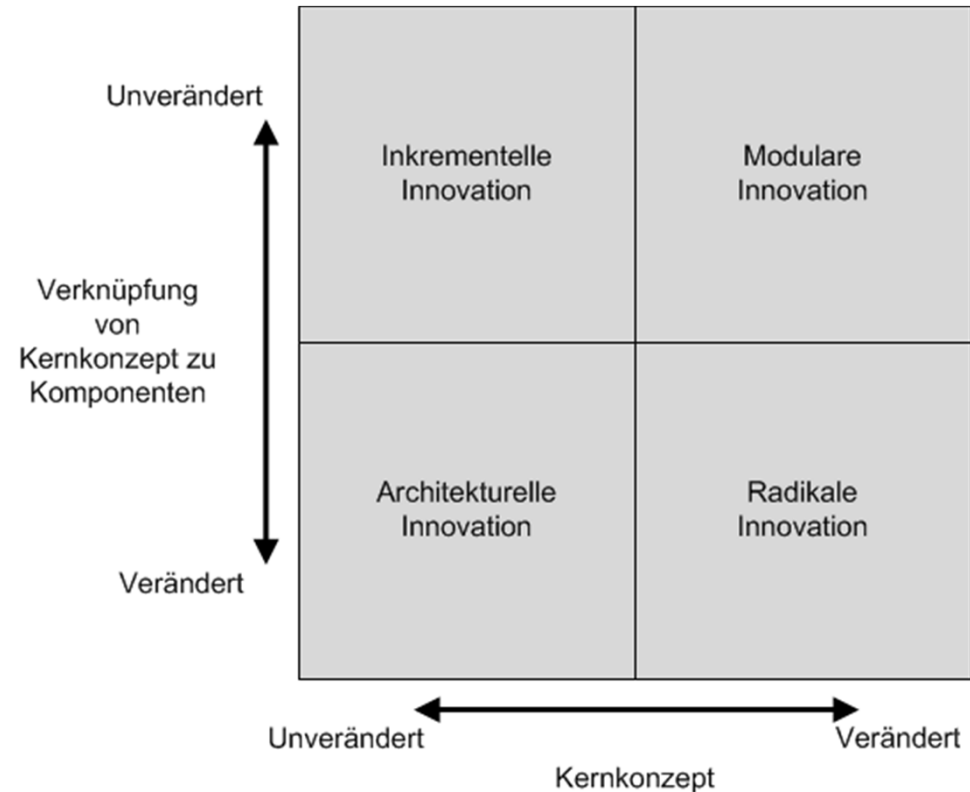 Unverändert
Inkrementelle
Innovation
Modulare
Innovation
Verknüpfung
von
Kernkonzept zu
Komponenten
Architekturelle
Innovation
Radikale
Innovation
Verändert
Unverändert
Verändert
Kernkonzept